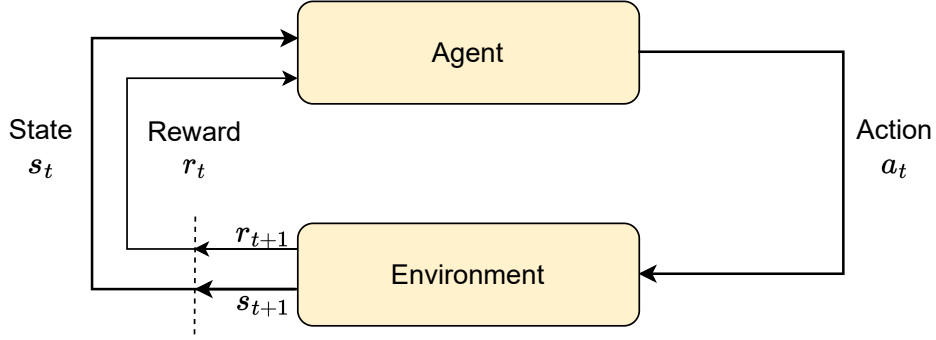 Agent
State
s_t
Reward
r_t
Action
a_t
r_{t+1}
Environment
s_{t+1}